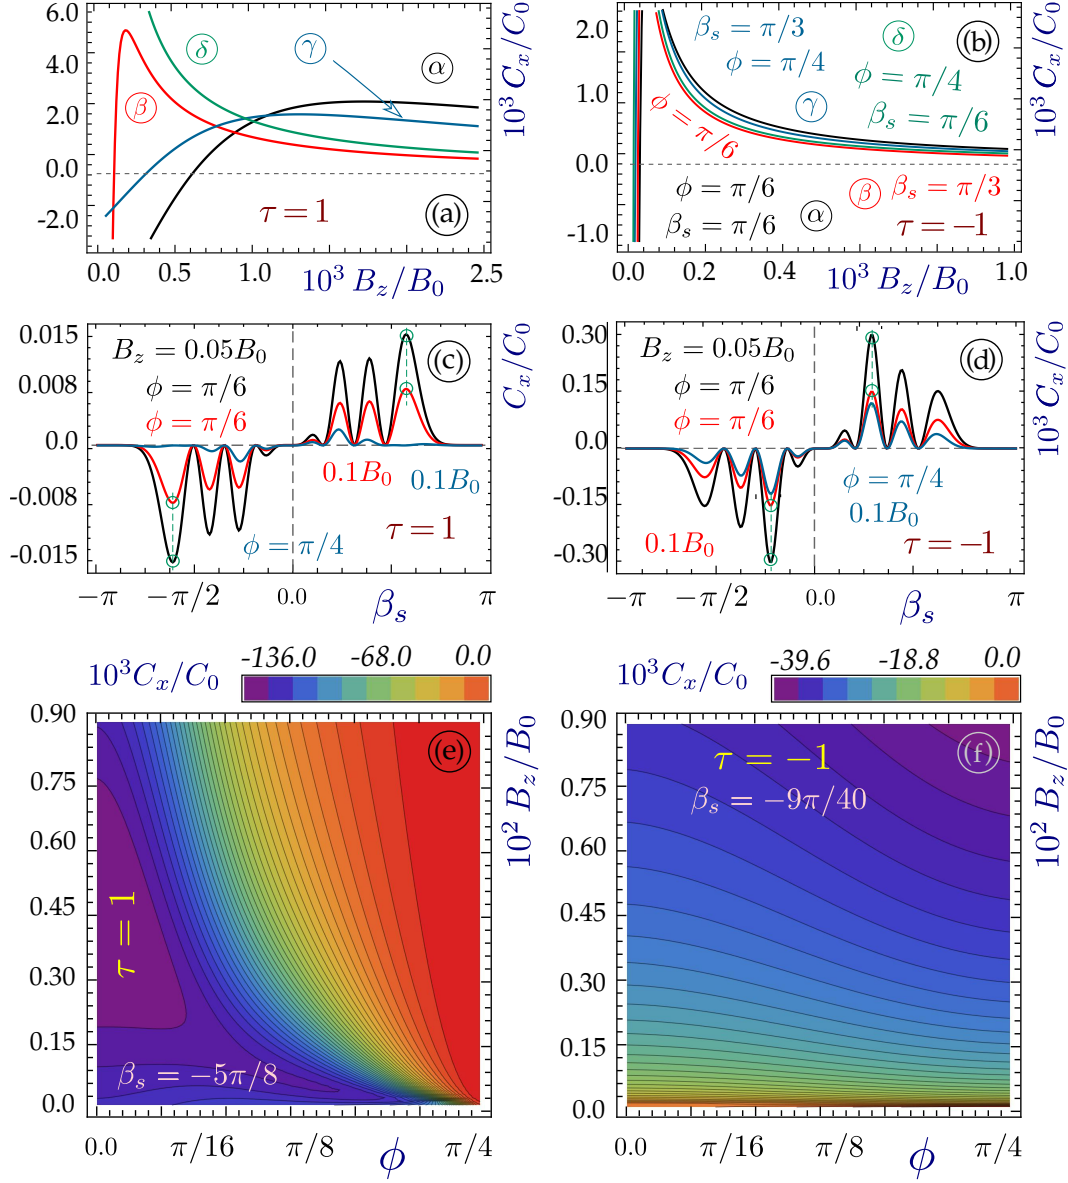 6.0
4.0
2.0
0.0
-2.0
δ
γ
α
β
τ = 1
(a)
10³ C_x/C_0
0.0 0.5 1.0 2.5
10³ B_z/B_0
2.0
1.0
0.0
-1.0
β_s = π/3
ϕ = π/4
δ
(b)
ϕ = π/4
γ
β_s = π/6
ϕ = π/6
ϕ = π/6
β_s = π/6
α
β
β_s = π/3
τ = −1
10³ C_x/C_0
0.0 0.2 0.4 1.0
10³ B_z/B_0
0.015
0.008
0.0
-0.008
-0.015
B_z = 0.05B_0
(c)
ϕ = π/6
ϕ = π/6
0.1B_0
0.1B_0
τ = 1
ϕ = π/4
C_x/C_0
−π −π/2 0.0 π
β_s
0.30
0.15
0.0
-0.15
-0.30
B_z = 0.05B_0
(d)
ϕ = π/6
ϕ = π/6
ϕ = π/4
0.1B_0
0.1B_0
τ = −1
10³ C_x/C_0
−π −π/2 0.0 π
β_s
10³C_x/C_0
-136.0 -68.0 0.0
0.90
0.75
0.60
0.45
0.30
0.15
0.0
(e)
τ = 1
β_s = −5π/8
10² B_z/B_0
0.0 π/16 π/8 π/4
ϕ
10³C_x/C_0
-39.6 -18.8 0.0
0.90
0.75
0.60
0.45
0.30
0.15
0.0
τ = −1
(f)
β_s = −9π/40
10² B_z/B_0
0.0 π/16 π/8 π/4
ϕ